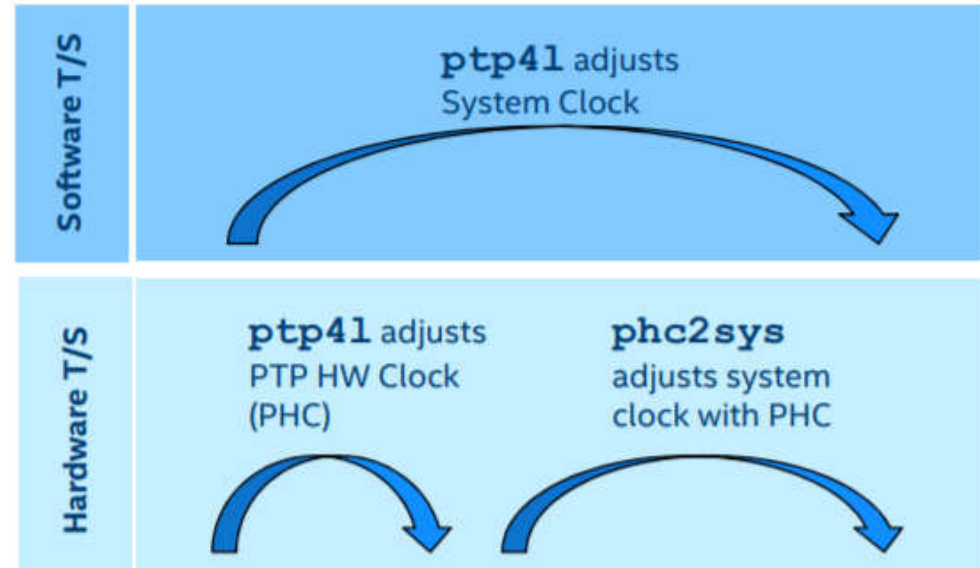 Software T/S
ptp4l adjusts
System Clock
Hardware T/S
ptp4l adjusts
PTP HW Clock
(PHC)
phc2sys
adjusts system
clock with PHC